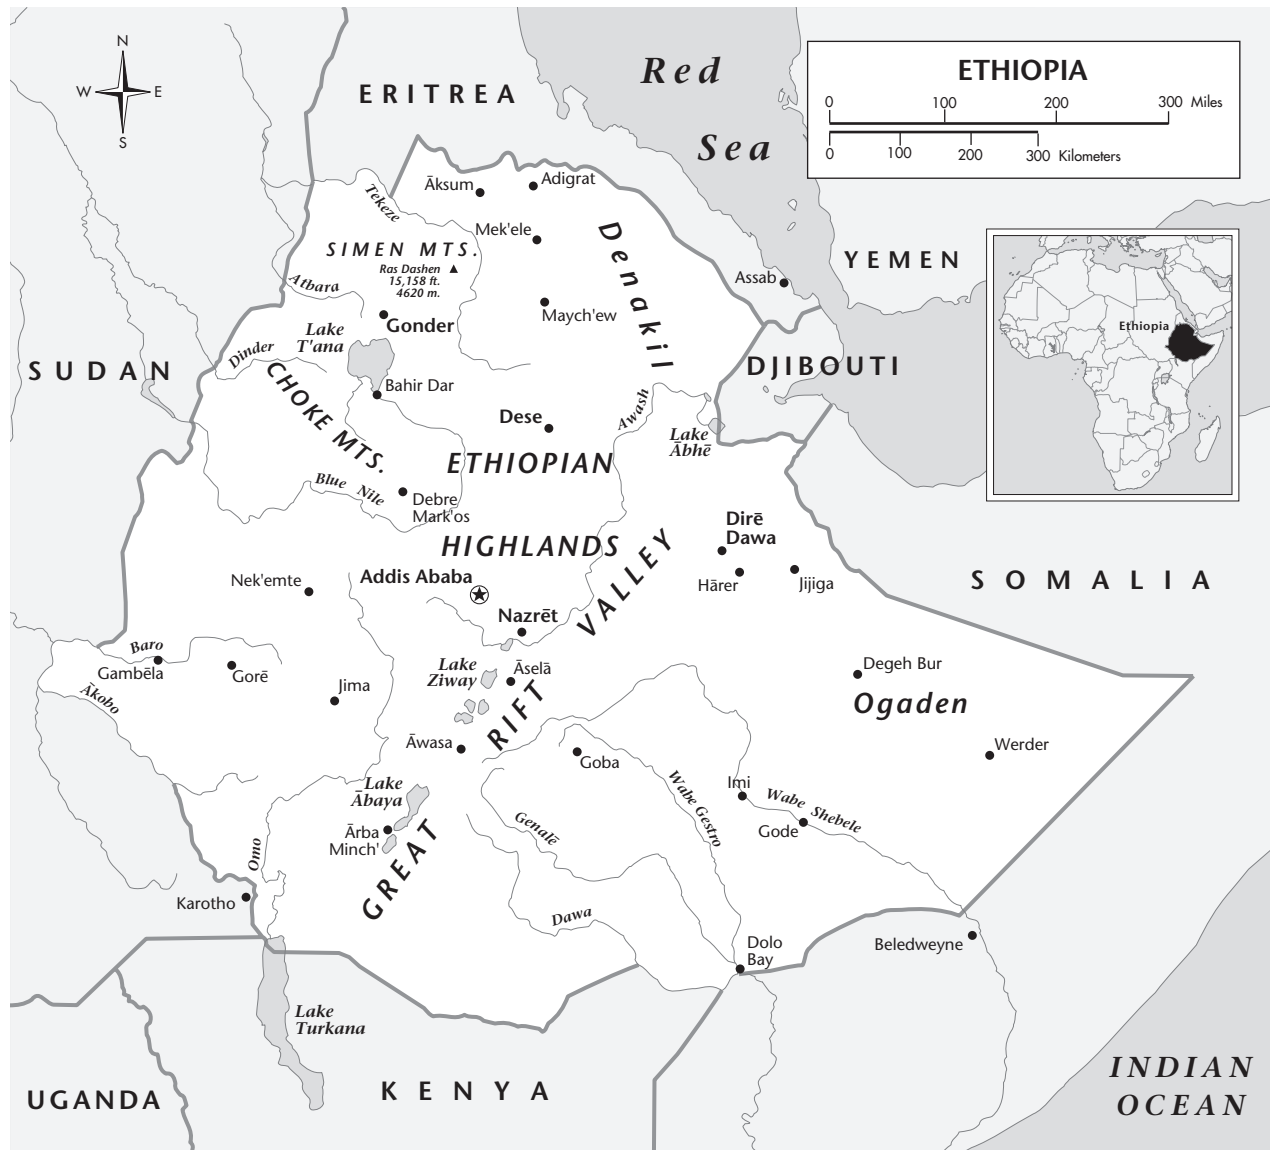 N
W E
S
ERITREA
Red
Sea
ETHIOPIA
0 100 200 300 Miles
0 100 200 300 Kilometers
Āksum
Adigrat
Tekeze
Mek'ele
SIMEN MTS.
Ras Dashen
15,158 ft.
4620 m.
Denakil
YEMEN
Assab
Atbara
Maych'ew
Gonder
Lake
T'ana
Ethiopia
Dinder
SUDAN
DJIBOUTI
CHOKE MTS.
Bahir Dar
Awash
Dese
Lake
Ābhē
ETHIOPIAN
Blue Nile
Debre
Mark'os
Dirē
Dawa
HIGHLANDS
VALLEY
Addis Ababa
Nek'emte
Hārer
Jijiga
SOMALIA
Nazrēt
Baro
Gambēla
Gorē
Lake
Ziway
Āselā
Degeh Bur
Jima
Ākobo
Ogaden
RIFT
Āwasa
Goba
Werder
Lake
Ābaya
Imi
Wabe Gestro
Wabe Shebele
Gode
Ārba
Minch'
Genalē
Omo
GREAT
Karotho
Dawa
Dolo
Bay
Beledweyne
Lake
Turkana
UGANDA
KENYA
INDIAN
OCEAN